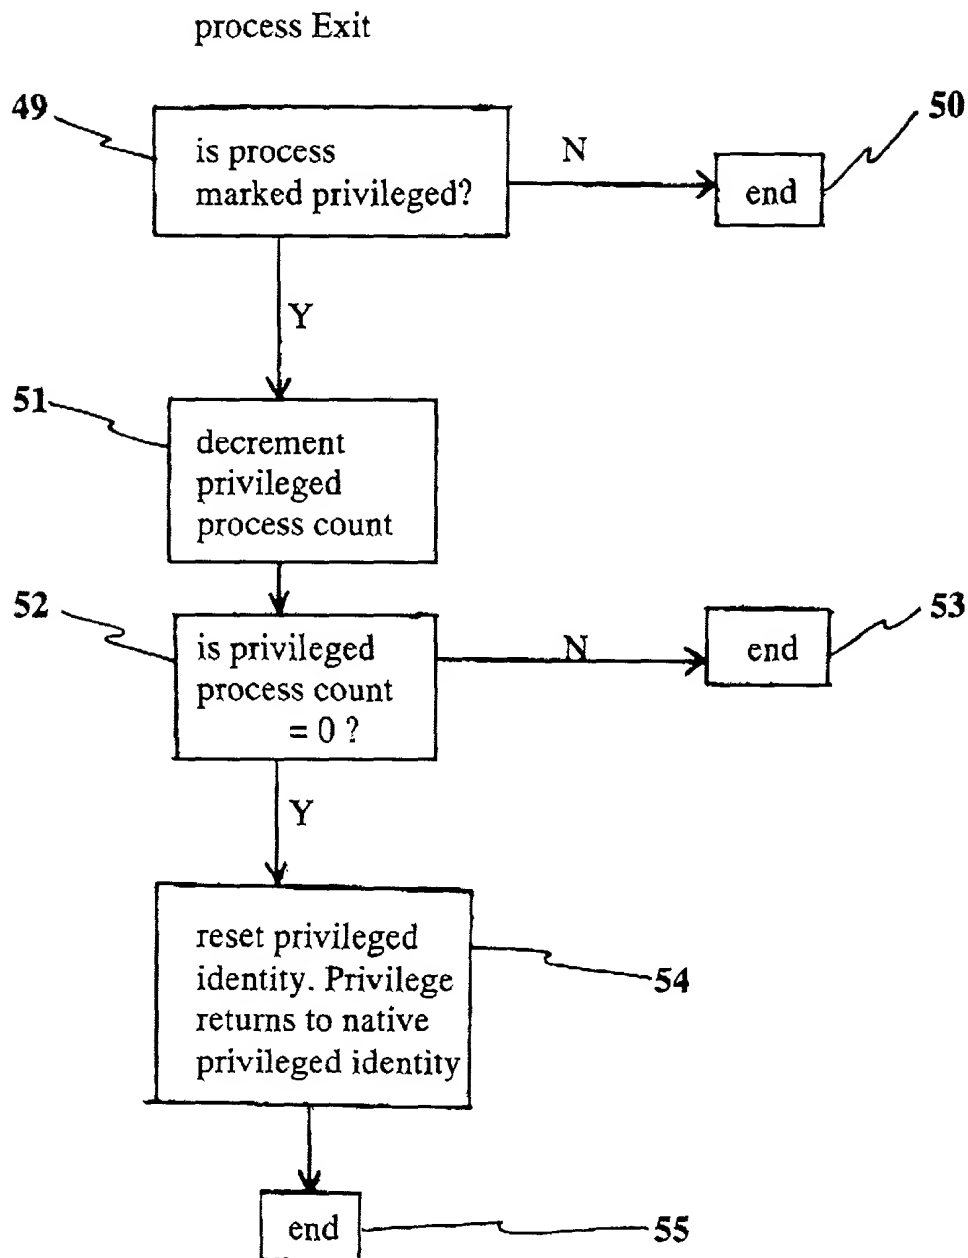 process Exit
49
50
is process
N
marked privileged?
end
Y
51
decrement
privileged
process count
52
53
is privileged
N
end
process count
= 0 ?
Y
reset privileged
identity. Privilege
54
returns to native
privileged identity
end
55